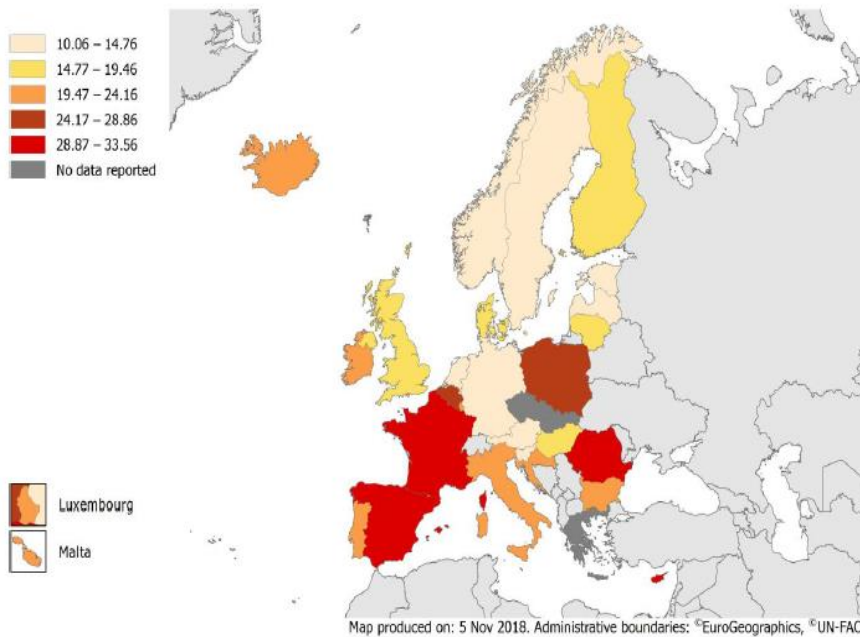 10.06 – 14.76
14.77 – 19.46
19.47 – 24.16
24.17 – 28.86
28.87 – 33.56
No data reported
Luxembourg
Malta
Map produced on: 5 Nov 2018. Administrative boundaries: ©EuroGeographics, ©UN-FAO